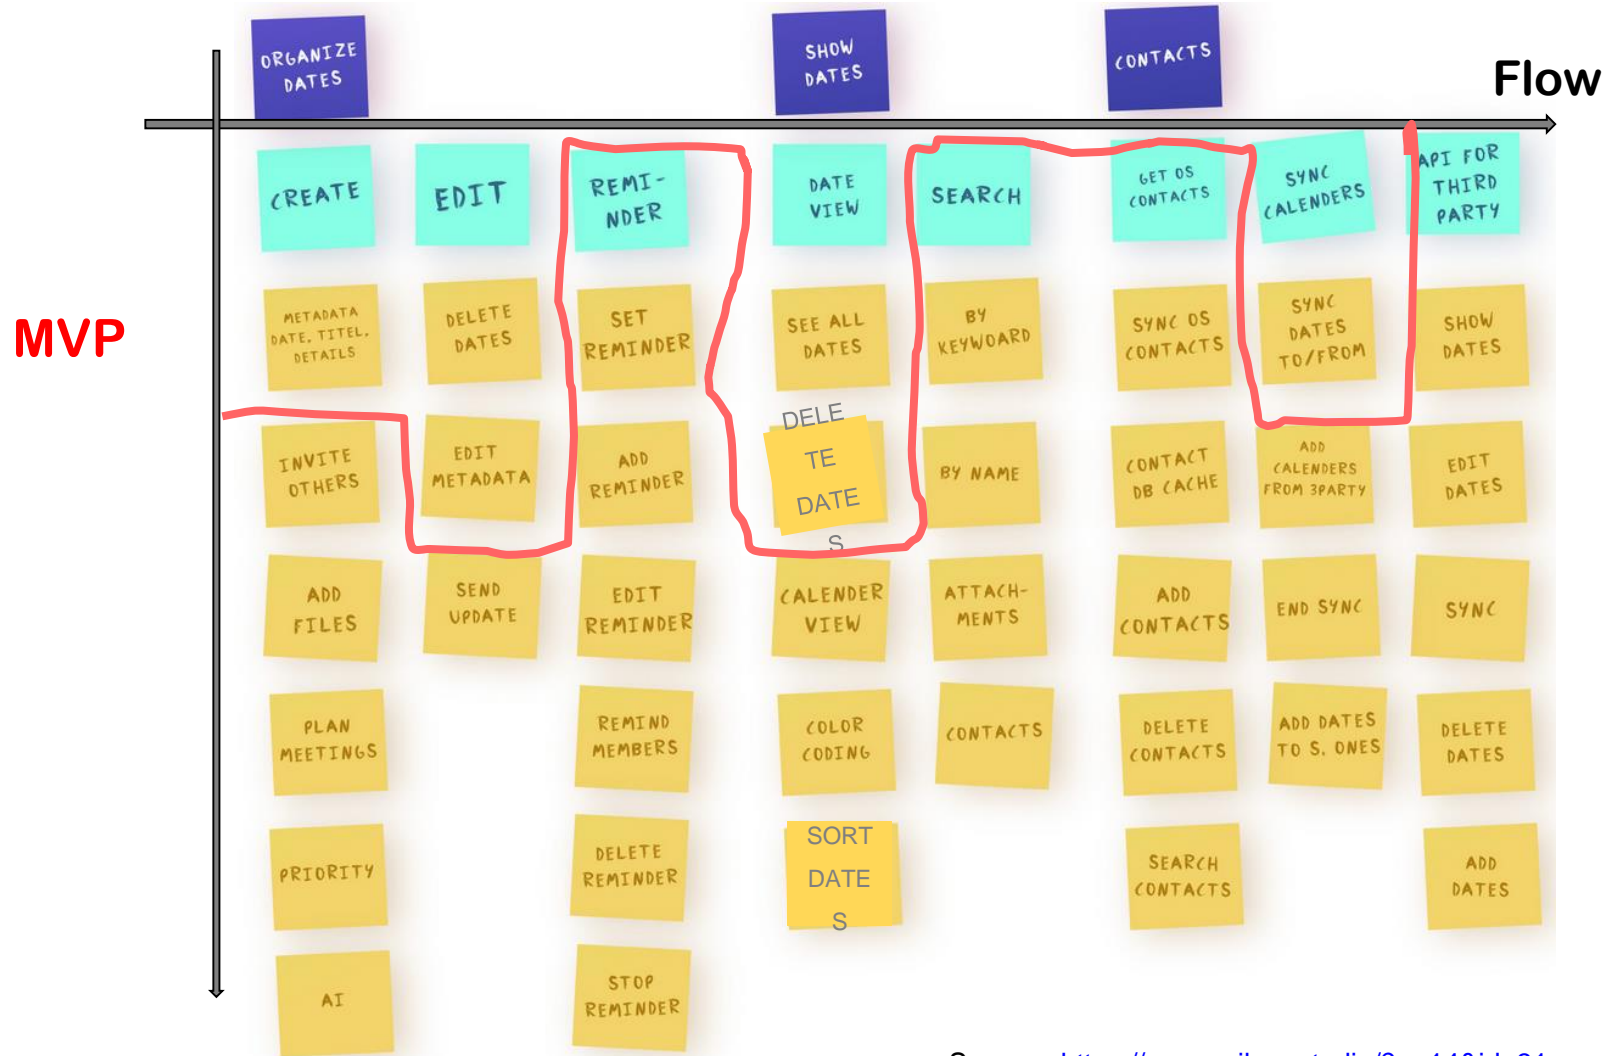 ORGANIZE
DATES
SHOW
DATES
CONTACTS
Flow
CREATE
EDIT
REMI-
NDER
DATE
VIEW
SEARCH
GET OS
CONTACTS
SYNC
CALENDERS
API FOR
THIRD
PARTY
MVP
METADATA
DATE, TITEL,
DETAILS
DELETE
DATES
SET
REMINDER
SEE ALL
DATES
BY
KEYWOARD
SYNC OS
CONTACTS
SYNC
DATES
TO/FROM
SHOW
DATES
INVITE
OTHERS
EDIT
METADATA
ADD
REMINDER
DELE
TE
DATE
S
BY NAME
CONTACT
DB CACHE
ADD
CALENDERS
FROM 3PARTY
EDIT
DATES
ADD
FILES
SEND
UPDATE
EDIT
REMINDER
CALENDER
VIEW
ATTACH-
MENTS
ADD
CONTACTS
END SYNC
SYNC
PLAN
MEETINGS
REMIND
MEMBERS
COLOR
CODING
CONTACTS
DELETE
CONTACTS
ADD DATES
TO S. ONES
DELETE
DATES
PRIORITY
DELETE
REMINDER
SORT
DATE
S
SEARCH
CONTACTS
ADD
DATES
AI
STOP
REMINDER